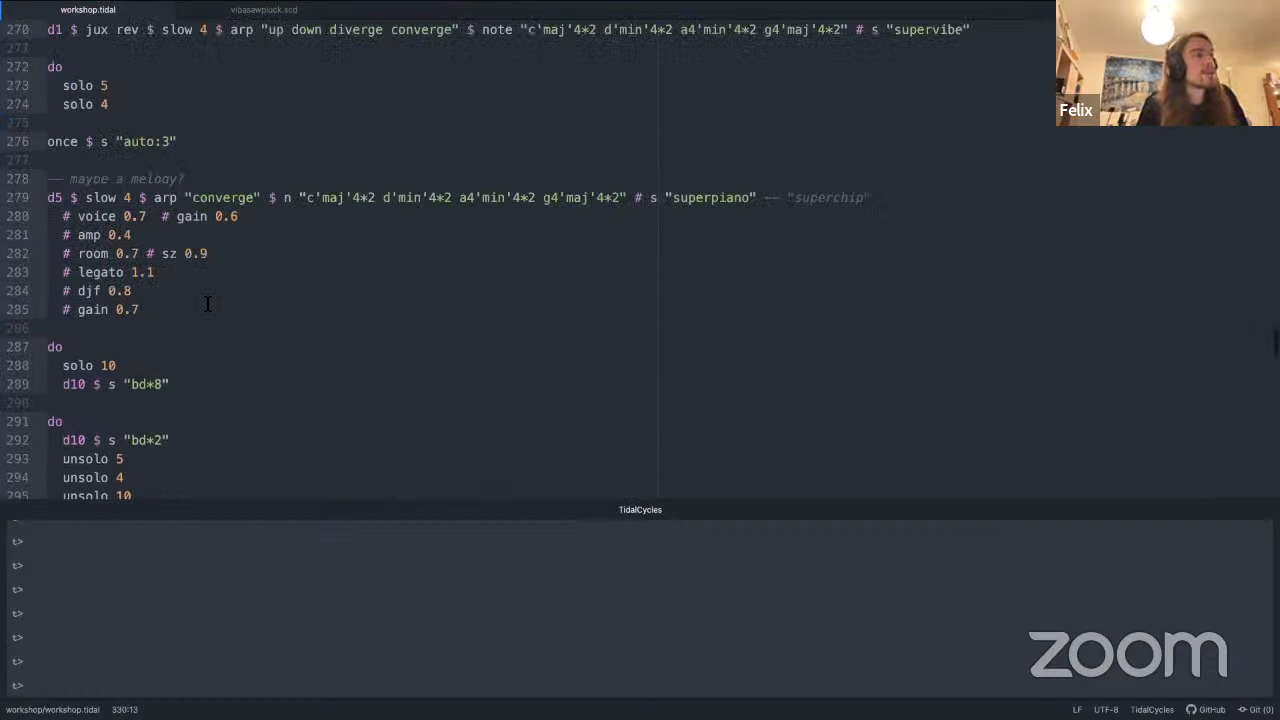 workshop.tidal vibasawpluck.scd
270 d1 $ jux rev $ slow 4 $ arp "up down diverge converge" $ note "c'maj'4*2 d'min'4*2 a4'min'4*2 g4'maj'4*2" # s "supervibe"
271
272 do
273 solo 5
274 solo 4
275
276 once $ s "auto:3"
277
278 -- maybe a melody?
279 d5 $ slow 4 $ arp "converge" $ n "c'maj'4*2 d'min'4*2 a4'min'4*2 g4'maj'4*2" # s "superpiano" -- "superchip"
280 # voice 0.7 # gain 0.6
281 # amp 0.4
282 # room 0.7 # sz 0.9
283 # legato 1.1
284 # djf 0.8
285 # gain 0.7
286
287 do
288 solo 10
289 d10 $ s "bd*8"
290
291 do
292 d10 $ s "bd*2"
293 unsolo 5
294 unsolo 4
295 unsolo 10
Felix
TidalCycles
t>
t>
t>
t>
t>
t>
t>
zoom
workshop/workshop.tidal 330:13 LF UTF-8 TidalCycles GitHub Git (0)